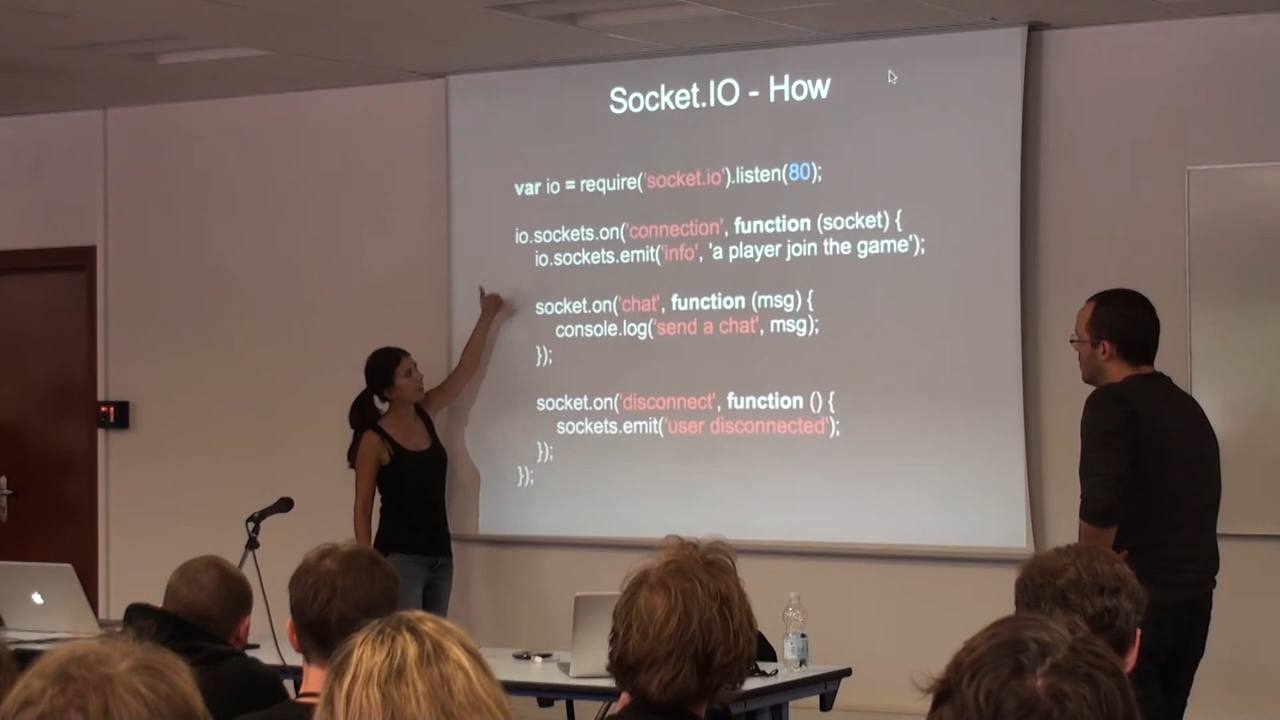 Socket.IO - How
var io = require('socket.io').listen(80);
io.sockets.on('connection', function (socket) {
io.sockets.emit('info', 'a player join the game');
socket.on('chat', function (msg) {
console.log('send a chat', msg);
});
socket.on('disconnect', function () {
sockets.emit('user disconnected');
});
});